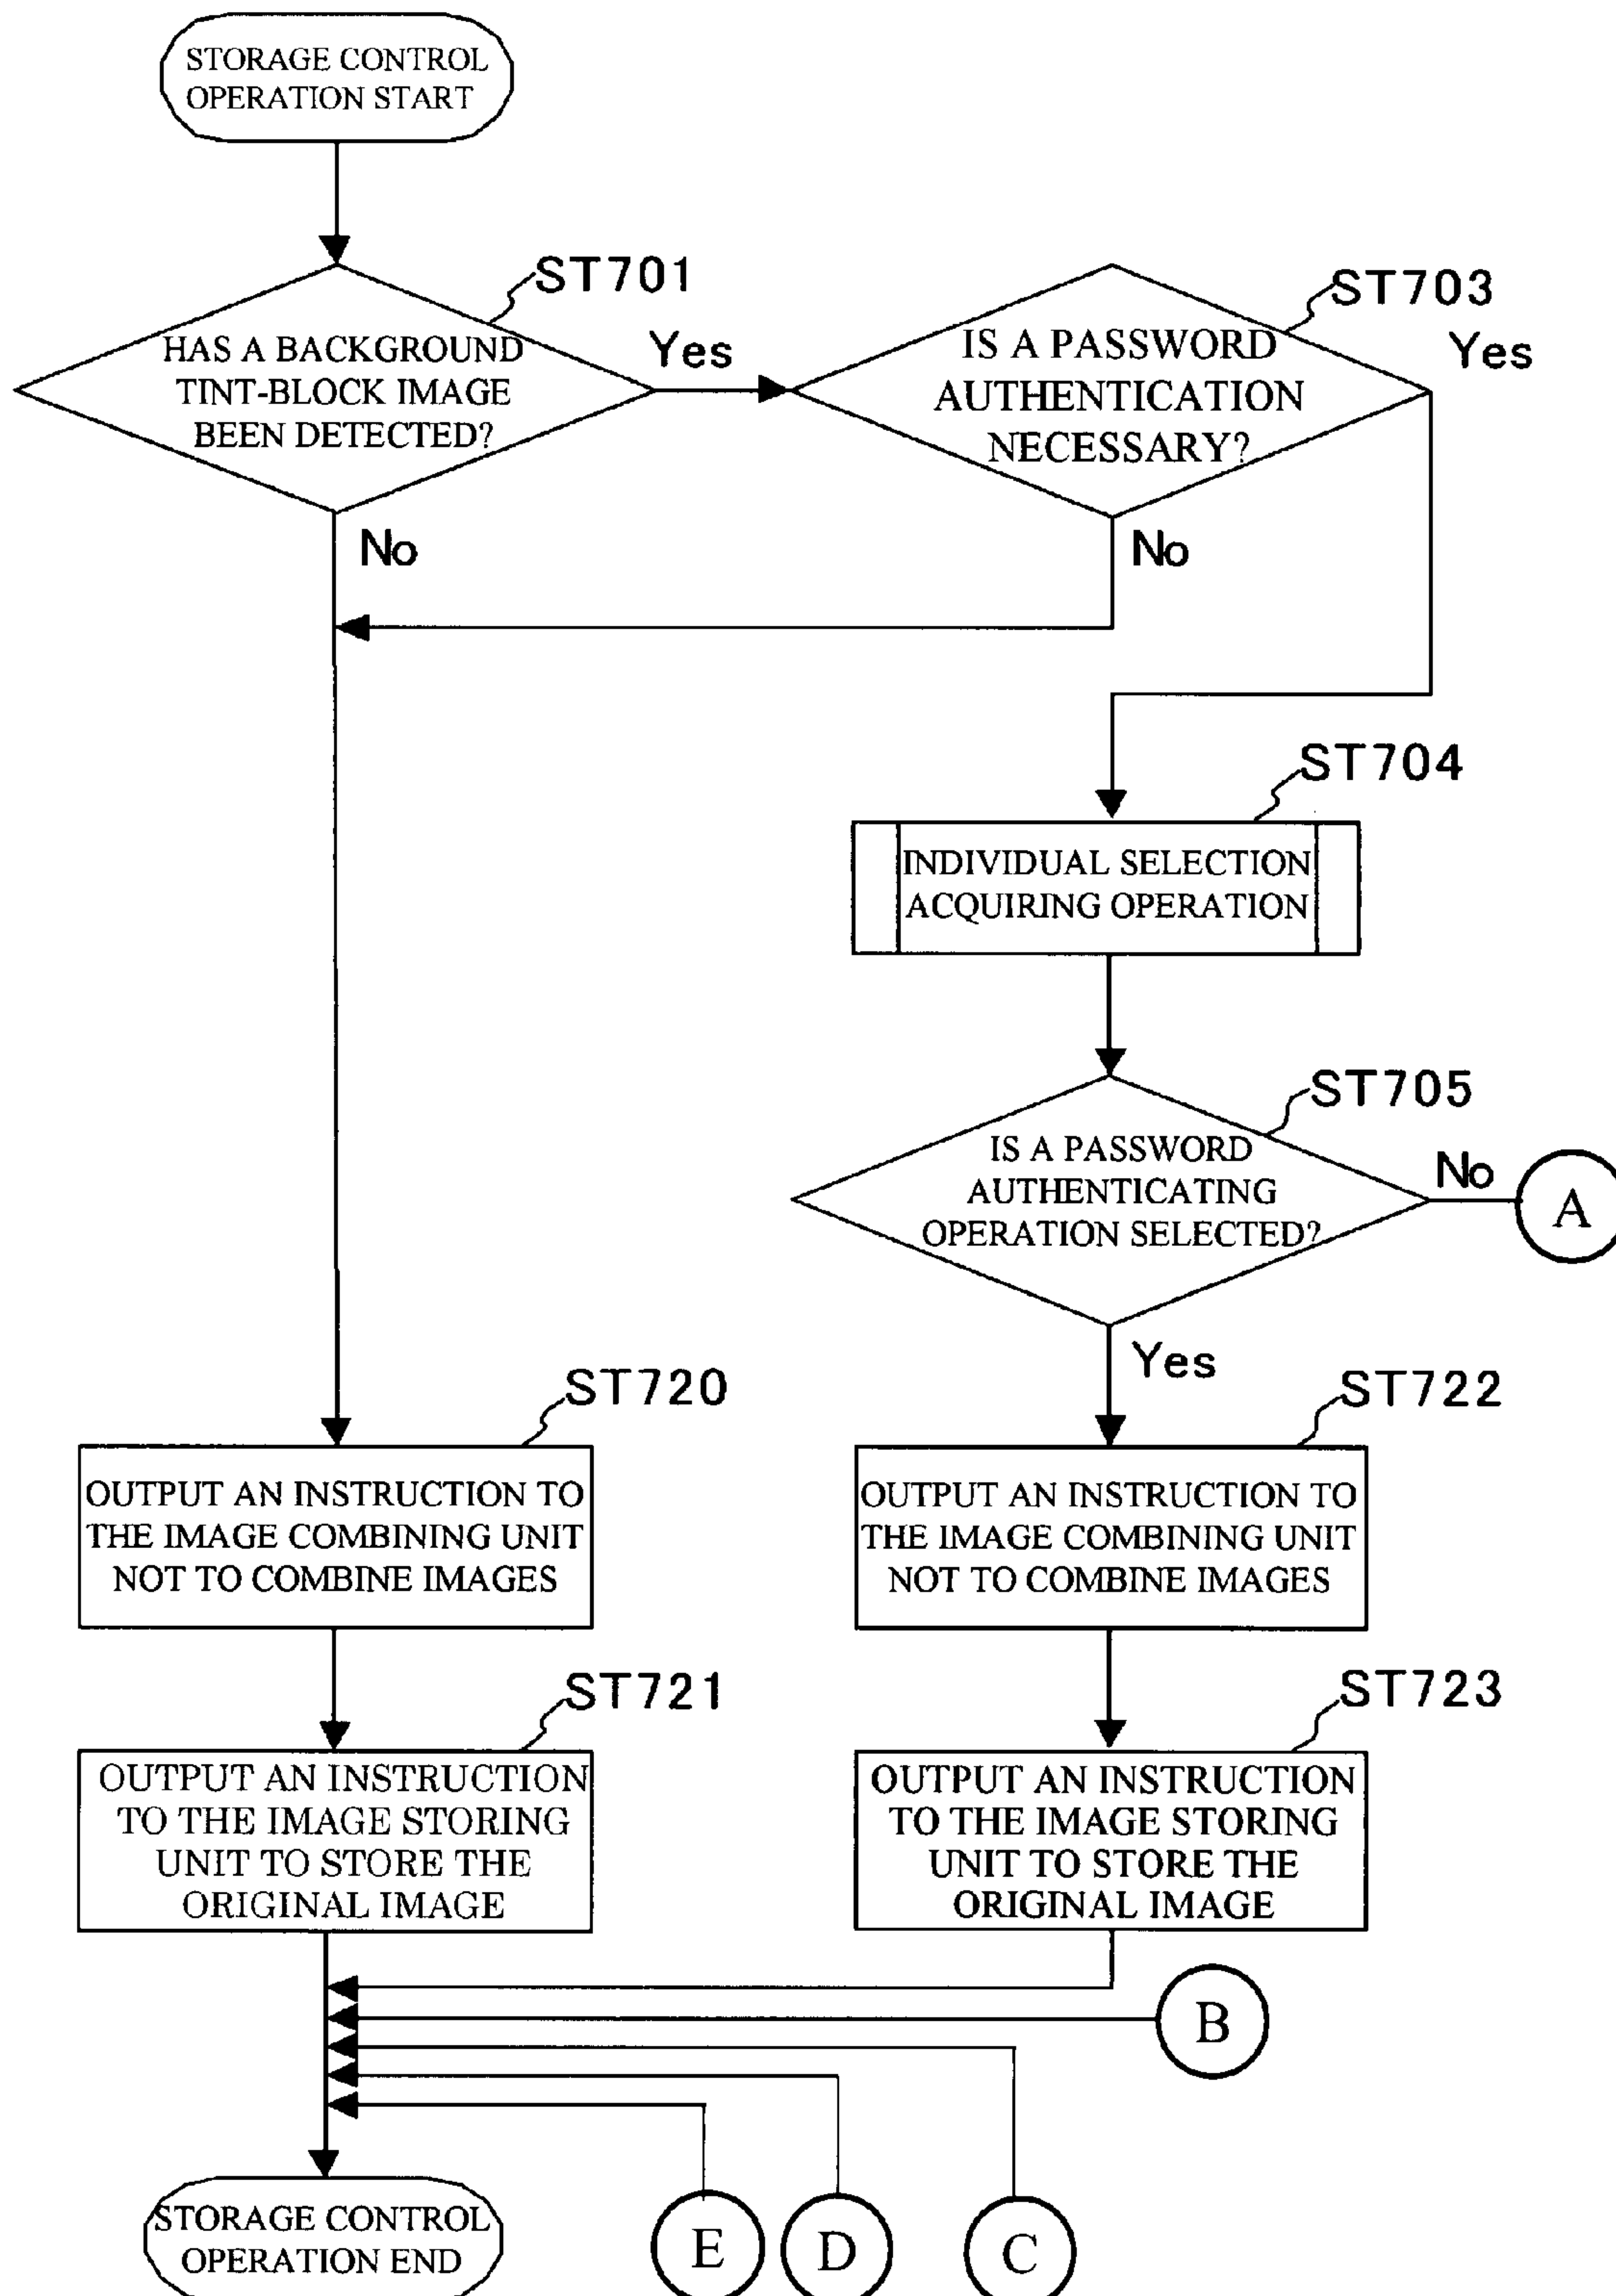 STORAGE CONTROL
OPERATION START
ST701
HAS A BACKGROUND
TINT-BLOCK IMAGE
BEEN DETECTED?
Yes
No
ST703
IS A PASSWORD
AUTHENTICATION
NECESSARY?
Yes
No
ST704
INDIVIDUAL SELECTION
ACQUIRING OPERATION
ST705
IS A PASSWORD
AUTHENTICATING
OPERATION SELECTED?
No
A
Yes
ST720
OUTPUT AN INSTRUCTION TO
THE IMAGE COMBINING UNIT
NOT TO COMBINE IMAGES
ST722
OUTPUT AN INSTRUCTION TO
THE IMAGE COMBINING UNIT
NOT TO COMBINE IMAGES
ST721
OUTPUT AN INSTRUCTION
TO THE IMAGE STORING
UNIT TO STORE THE
ORIGINAL IMAGE
ST723
OUTPUT AN INSTRUCTION
TO THE IMAGE STORING
UNIT TO STORE THE
ORIGINAL IMAGE
B
STORAGE CONTROL
OPERATION END
E
D
C